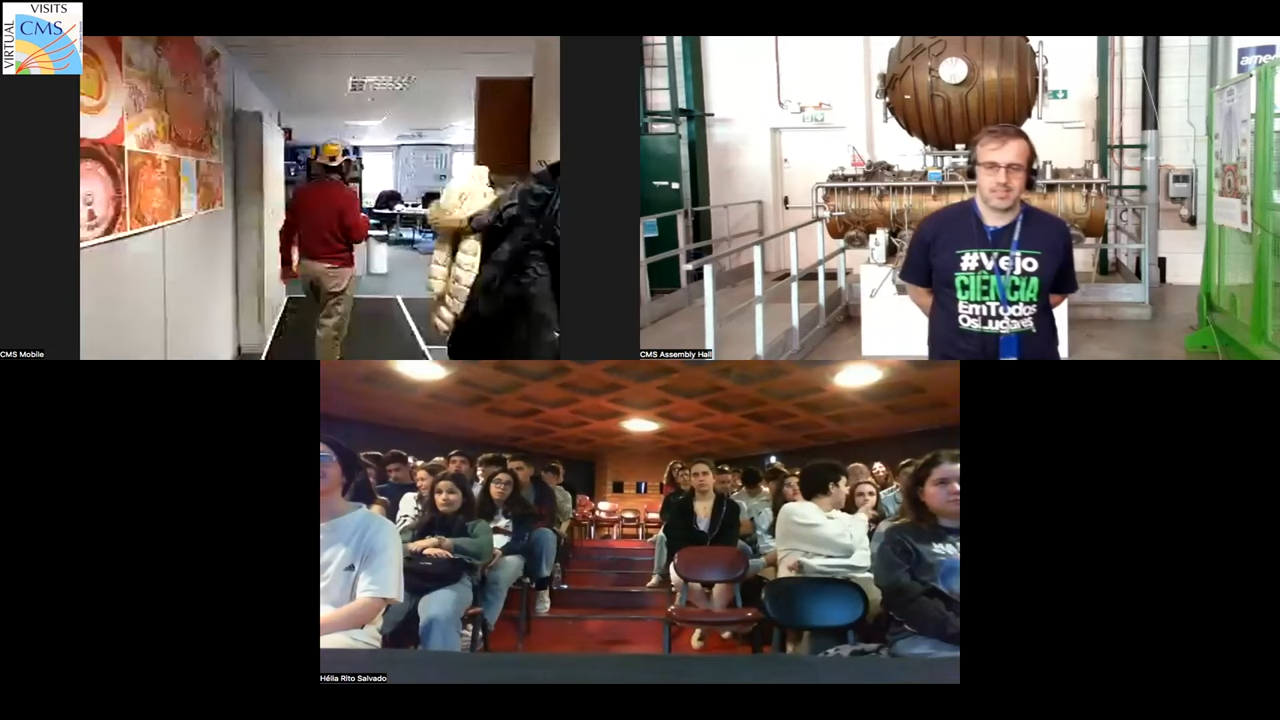 VISITS
VIRTUAL
CMS
CMS Mobile
CMS Assembly Hall
#Vejo
CIÊNCIA
EmTodos
OsLugares
Hélia Rito Salvado